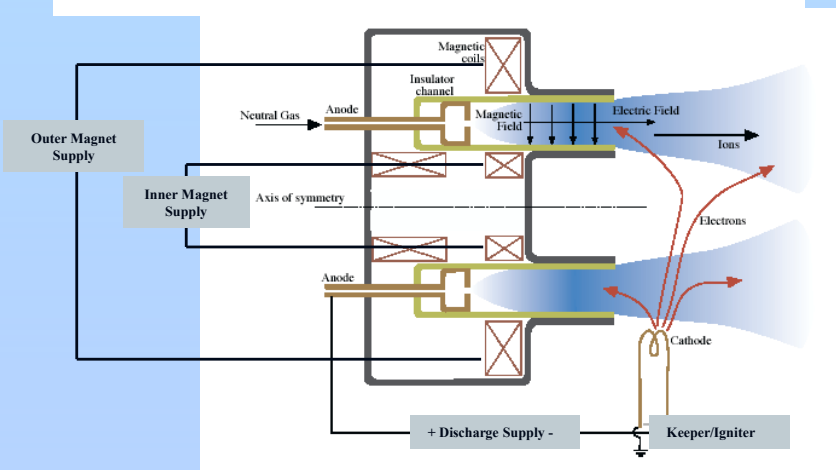 Magnetic
coils
Insulator
channel
Neutral Gas
Anode
Magnetic
Field
Electric Field
Ions
Outer Magnet
Supply
Inner Magnet
Supply
Axis of symmetry
Electrons
Anode
Cathode
+ Discharge Supply -
Keeper/Igniter